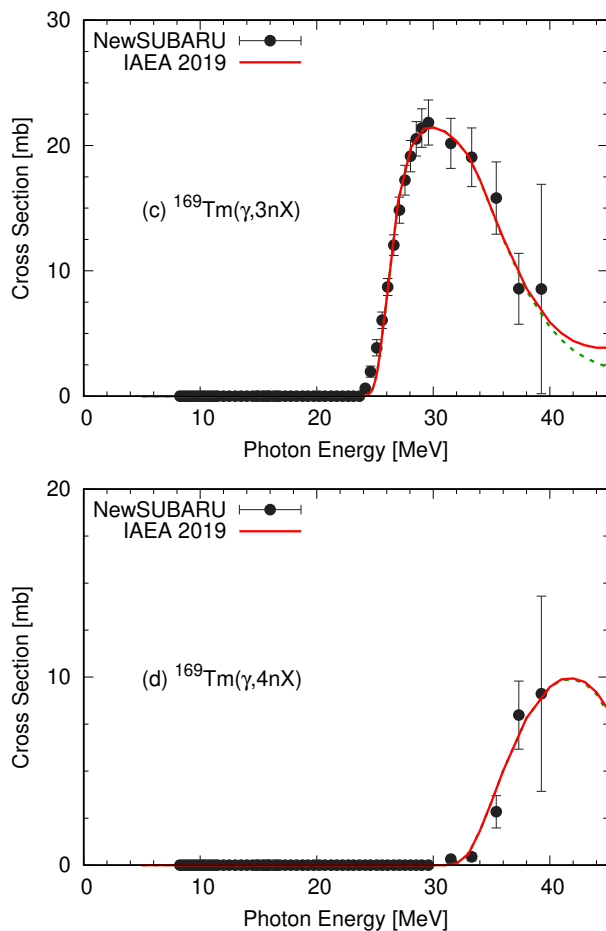 30
NewSUBARU
IAEA 2019
20
(c) ¹⁶⁹Tm(γ,3nX)
10
0
Cross Section [mb]
0 10 20 30 40
Photon Energy [MeV]
20
NewSUBARU
IAEA 2019
(d) ¹⁶⁹Tm(γ,4nX)
10
0
Cross Section [mb]
0 10 20 30 40
Photon Energy [MeV]